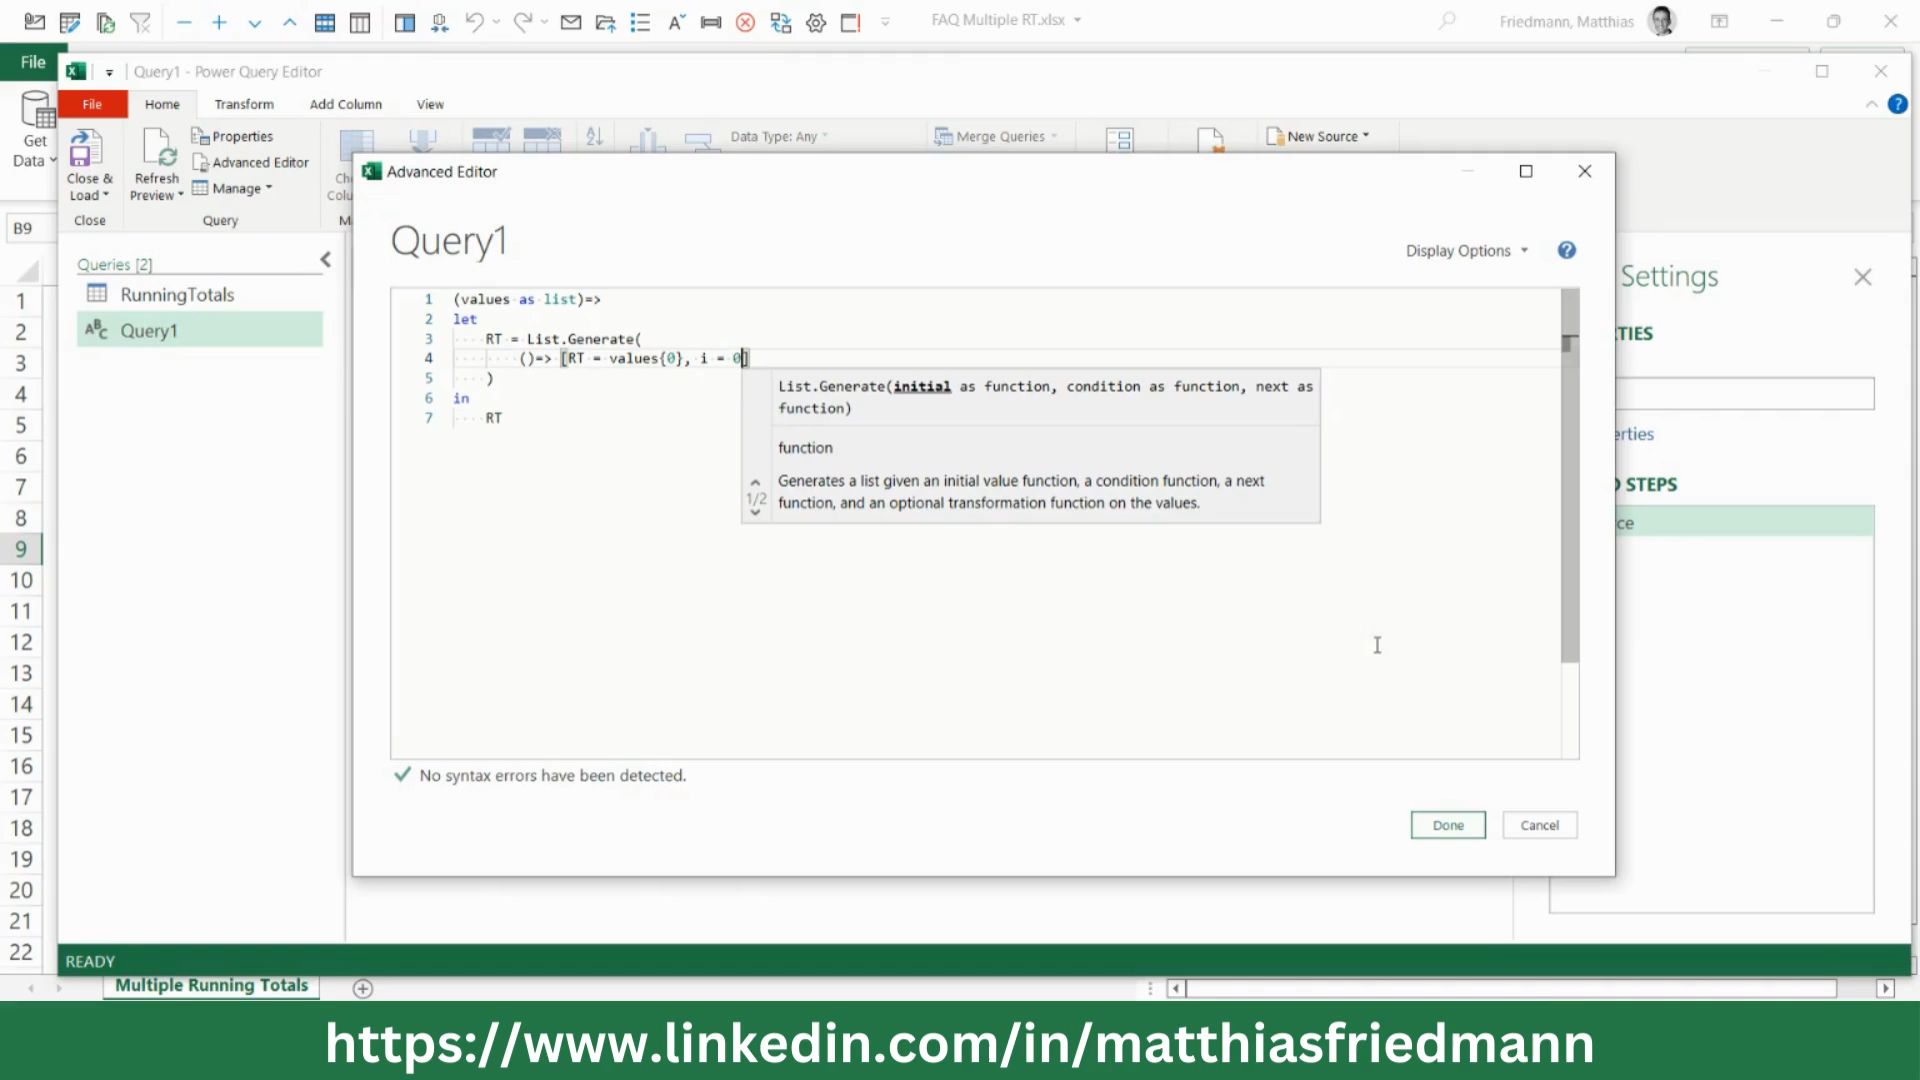 FAQ Multiple RT.xlsx
Friedmann, Matthias
File
Query1 - Power Query Editor
File
Home
Transform
Add Column
View
Get
Data
Close &
Load
Close
Refresh
Preview
Properties
Advanced Editor
Manage
Query
Data Type: Any
Merge Queries
New Source
B9
Advanced Editor
Query1
Display Options
Queries [2]
RunningTotals
Query1
1 (values as list)=>
2 let
3 RT = List.Generate(
4 ()=> [RT = values{0}, i = 0]
5 )
6 in
7 RT
List.Generate(initial as function, condition as function, next as
function)
function
1/2
Generates a list given an initial value function, a condition function, a next
function, and an optional transformation function on the values.
No syntax errors have been detected.
Done
Cancel
Settings
TIES
erties
STEPS
ce
1
2
3
4
5
6
7
8
9
10
11
12
13
14
15
16
17
18
19
20
21
22
READY
Multiple Running Totals
https://www.linkedin.com/in/matthiasfriedmann